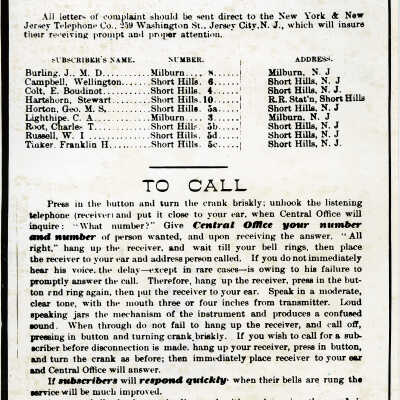 All letters of complaint should be sent direct to the New York & New
Jersey Telephone Co., 259 Washington St., Jersey City, N. J., which will insure
their receiving prompt and proper attention.
SUBSCRIBER'S NAME. NUMBER. ADDRESS.
Burling, J., M. D. Milburn 8 Milburn, N. J
Campbell, Wellington Short Hills 6 Short Hills, N. J
Colt, E. Boudinot Short Hills 4 Short Hills, N. J
Hartshorn, Stewart Short Hills 10 R.R. Stat'n, Short Hills
Horton, Geo. M. S, Short Hills 5a Short Hills, N. J
Lighthipe. C. A Milburn 3 Milburn, N. J
Root, Charles T Short Hills 5b Short Hills, N. J
Russell, W. I Short Hills 5d Short Hills, N. J
Tinker. Franklin H Short Hills 5c Short Hills, N. J.
TO CALL
Press in the button and turn the crank briskly; unhook the listening
telephone (receiver) and put it close to your ear, when Central Office will
inquire: "What number?" Give Central Office your number
and number of person wanted, and upon receiving the answer, "All
right," hang up the receiver, and wait till your bell rings, then place
the receiver to your ear and address person called. If you do not immediately
hear his voice, the delay—except in rare cases—is owing to his failure to
promptly answer the call. Therefore, hang up the receiver, press in the but-
ton and ring again, then put the receiver to your ear. Speak in a moderate,
clear tone, with the mouth three or four inches from transmitter. Loud
speaking jars the mechanism of the instrument and produces a confused
sound. When through do not fail to hang up the receiver, and call off,
pressing in button and turning crank briskly. If you wish to call for a sub-
scriber before disconnection is made, hang up your receiver, press in button,
and turn the crank as before; then immediately place receiver to your ear
and Central Office will answer.
If subscribers will respond quickly when their bells are rung the
service will be much improved.